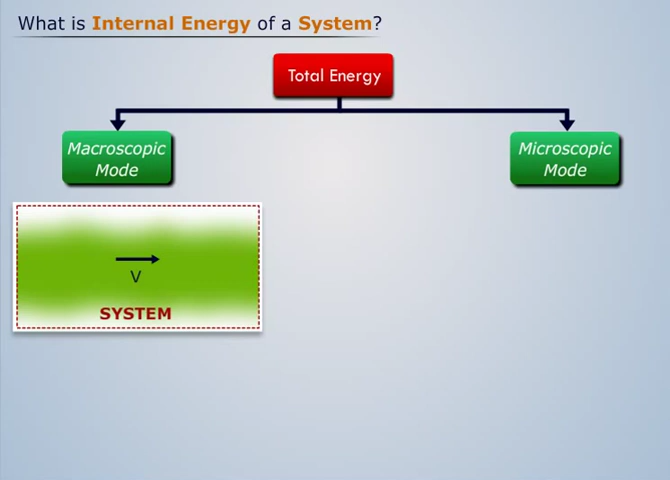 What is Internal Energy of a System?
Total Energy
Macroscopic
Mode
Microscopic
Mode
V
SYSTEM